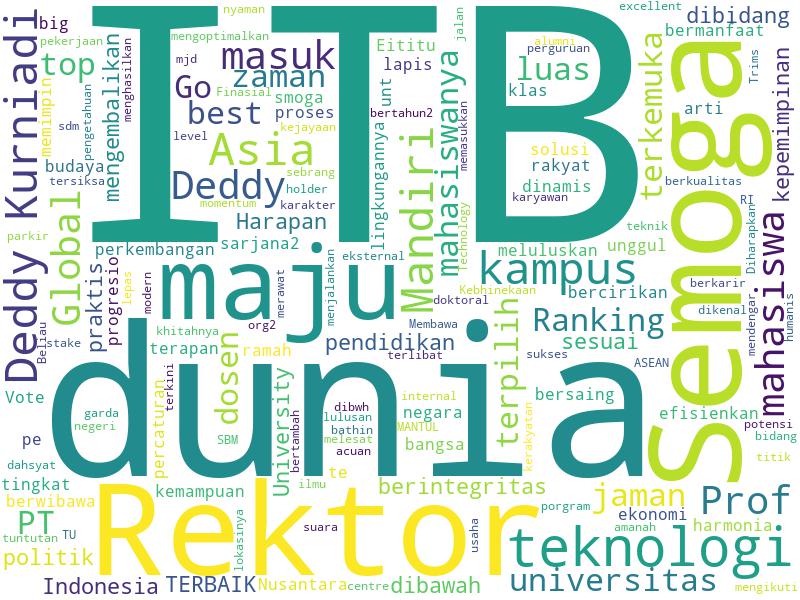 ITB
dunia
semoga
Rektor
maju
Deddy Kurniadi
teknologi
kampus
Mandiri
Asia
Deddy
masuk
Prof
mahasiswa
mahasiswanya
Global
universitas
Ranking
jaman
terpilih
terkemuka
luas
dosen
PT
top
best
zaman
Go
kepemimpinan
dibidang
bermanfaat
excellent
nyaman
big
pekerjaan
mengoptimalkan
mjd
Finasial
smoga
level
kejayaan
proses
Eititu
lapis
unt
bertahun2
jalan
alumni
perguruan
klas
solusi
rakyat
dinamis
karyawan
arti
Trims
memimpin
pengetahuan
menghasilkan
mengembalikan
sdm
budaya
tersiksa
sebrang
holder
momentum
karakter
Harapan
lingkungannya
memasukkan
Technology
berkualitas
RI
teknik
Diharapkan
parkir
perkembangan
sarjana2
eksternal
meluluskan
unggul
praktis
progresio
modern
lepas
org2
merawat
menjalankan
doktoral
Kebhinekaan
bercirikan
berkarir
dikenal
mendengar
humanis
Beliau
stake
khitahnya
terapan
ramah
pendidikan
Membawa
terlibat
sukses
sesuai
ASEAN
Vote
garda
negeri
percaturan
terkini
SBM
University
bertambah
dibwh
lulusan
bathin
melesat
acuan
internal
negara
MANTUL
bangsa
kerakyatan
bersaing
efisienkan
potensi
bidang
titik
pe
dahsyat
tingkat
berwibawa
kemampuan
ilmu
te
berintegritas
porgram
ekonomi
amanah
harmonia
tuntutan
TU
politik
lokasinya
suara
usaha
Indonesia
TERBAIK
Nusantara
centre
dibawah
mengikuti